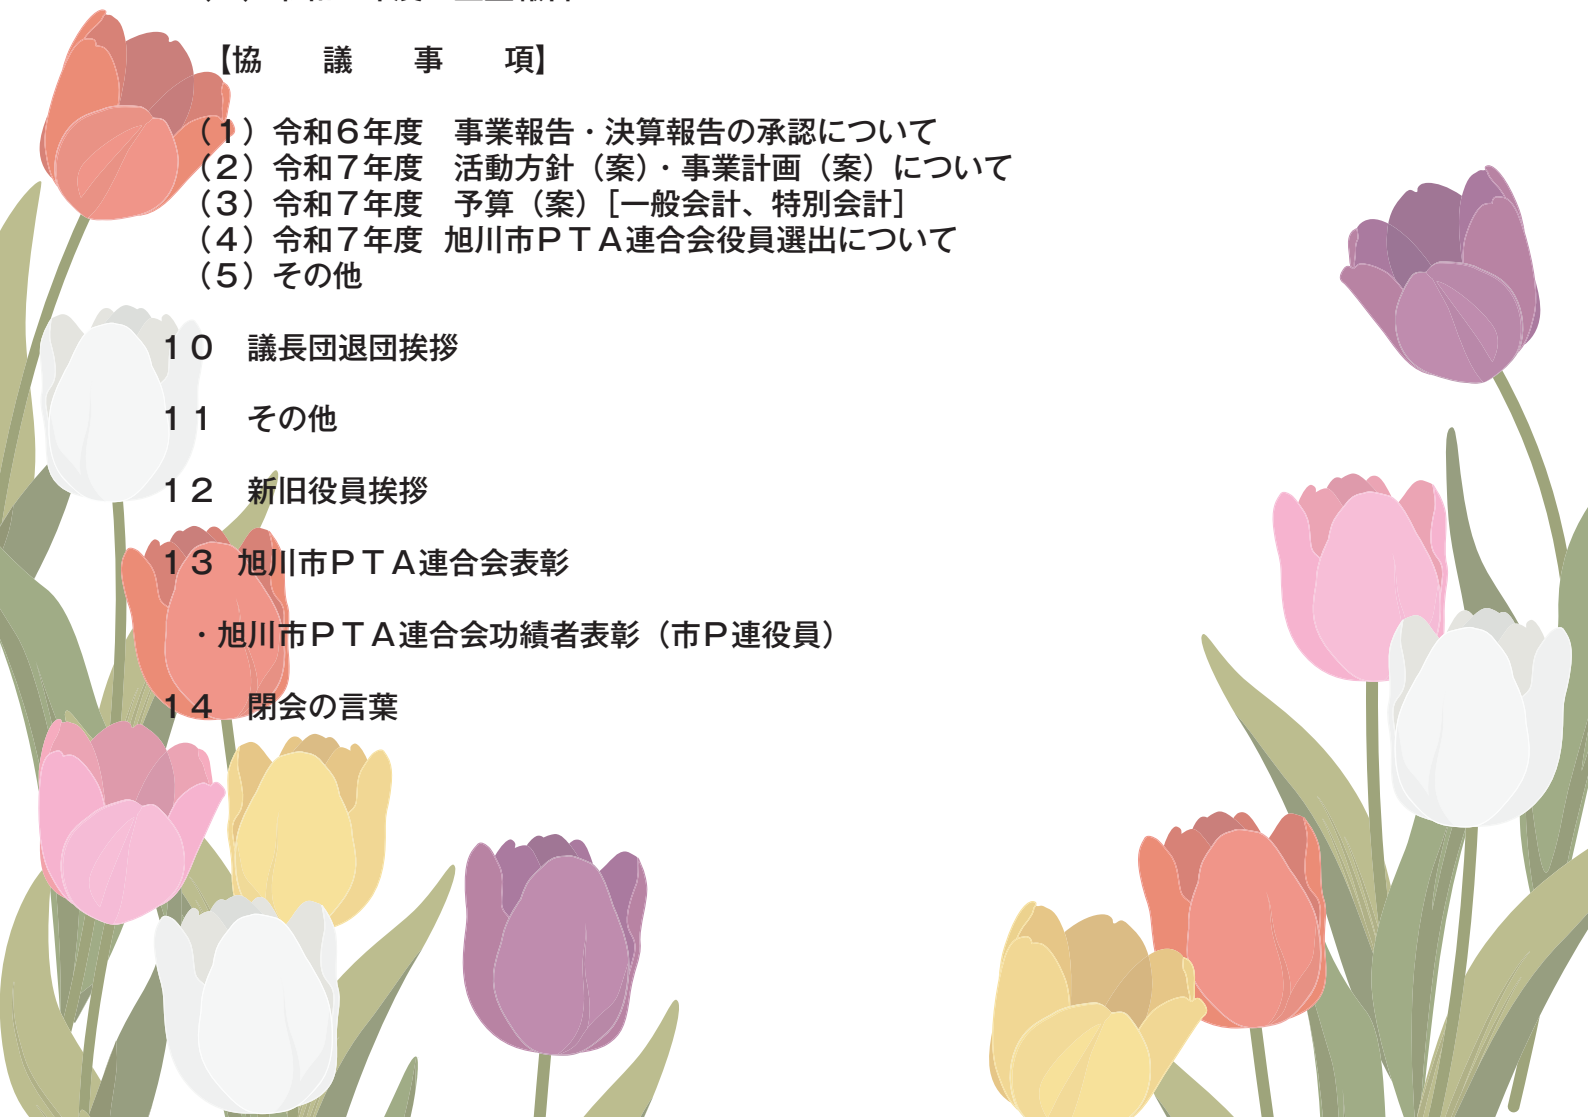 【協　　議　　事　　項】
（１）令和６年度　事業報告・決算報告の承認について
（２）令和７年度　活動方針（案）・事業計画（案）について
（３）令和７年度　予算（案）［一般会計、特別会計］
（４）令和７年度 旭川市ＰＴＡ連合会役員選出について
（５）その他
１０　議長団退団挨拶
１１　その他
１２　新旧役員挨拶
１３ 旭川市ＰＴＡ連合会表彰
・旭川市ＰＴＡ連合会功績者表彰（市Ｐ連役員）
１４　閉会の言葉